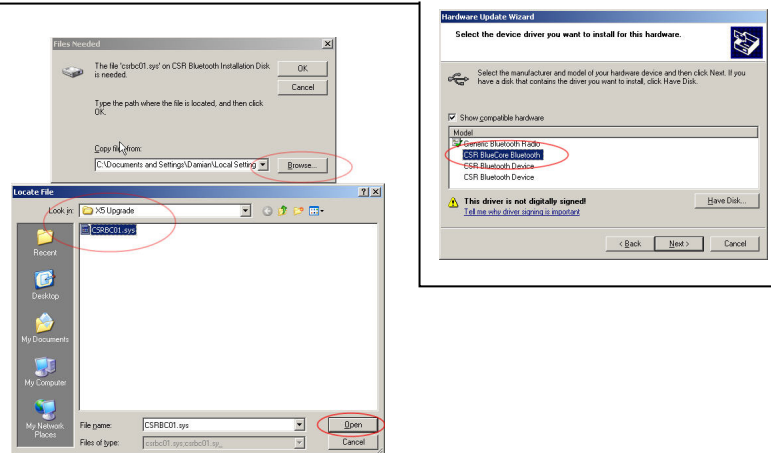 Files Needed
The file 'csrbc01.sys' on CSR Bluetooth Installation Disk
is needed.
OK
Cancel
Type the path where the file is located, and then click
OK.
Copy files from:
C:\Documents and Settings\Damian\Local Setting
Browse...
Locate File
Look in:
X5 Upgrade
CSRBC01.sys
Recent
Desktop
My Documents
My Computer
My Network
Places
File name:
CSRBC01.sys
Open
Files of type:
csrbc01.sys;csrbc01.sy_
Cancel
Hardware Update Wizard
Select the device driver you want to install for this hardware.
Select the manufacturer and model of your hardware device and then click Next. If you
have a disk that contains the driver you want to install, click Have Disk.
Show compatible hardware
Model
Generic Bluetooth Radio
CSR BlueCore Bluetooth
CSR Bluetooth Device
CSR Bluetooth Device
This driver is not digitally signed!
Tell me why driver signing is important
Have Disk...
< Back
Next >
Cancel